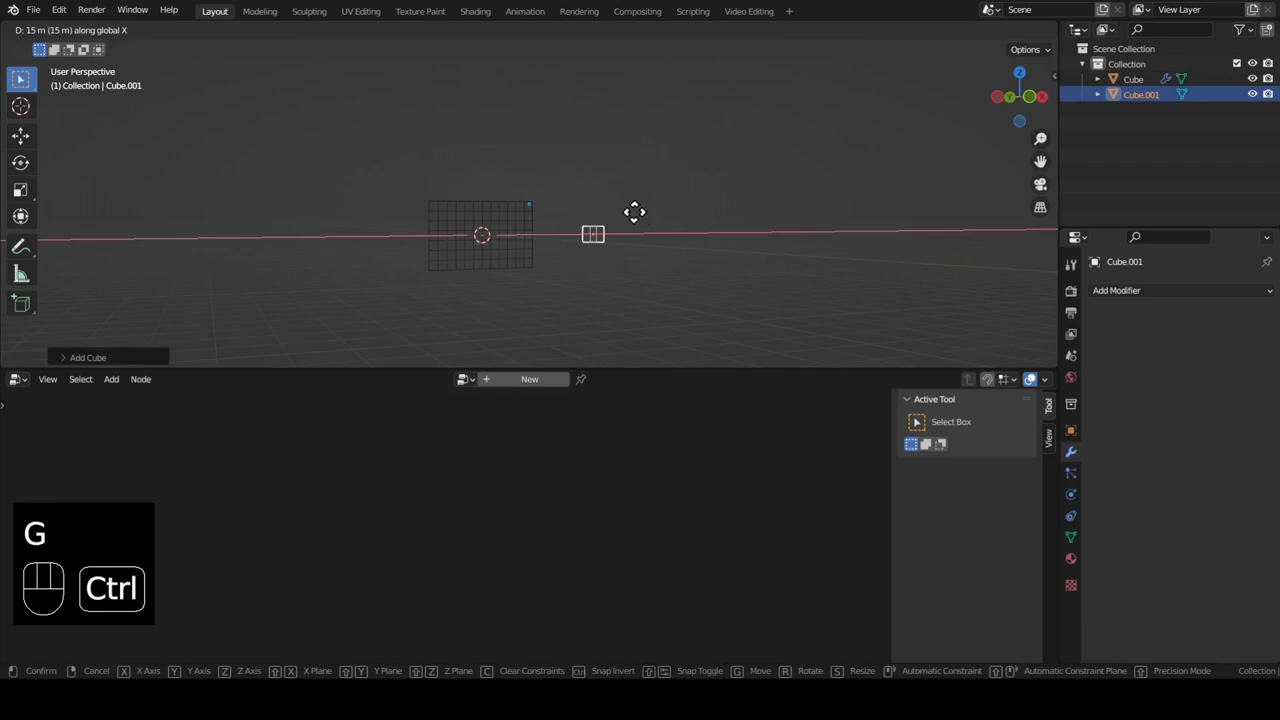 File Edit Render Window Help Layout Modeling Sculpting UV Editing Texture Paint Shading Animation Rendering Compositing Scripting Video Editing + Scene View Layer
D: 15 m (15 m) along global X
Options
User Perspective
(1) Collection | Cube.001
Z
Y X
Scene Collection
Collection
Cube
Cube.001
Cube.001
Add Modifier
Add Cube
View Select Add Node New
Active Tool
Select Box
Tool
View
G
Ctrl
Confirm Cancel X X Axis Y Y Axis Z Z Axis X X Plane Y Y Plane Z Z Plane C Clear Constraints Ctrl Snap Invert Snap Toggle G Move R Rotate S Resize Automatic Constraint Automatic Constraint Plane Precision Mode Collection